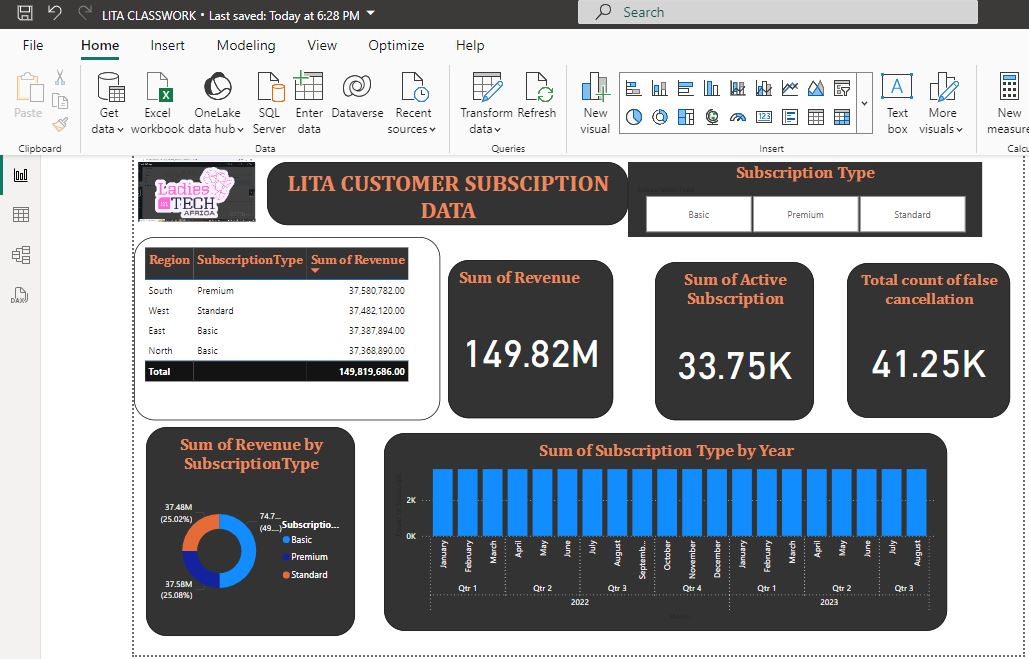 LITA CLASSWORK • Last saved: Today at 6:28 PM
Search
File Home Insert Modeling View Optimize Help
Paste
Get data
Excel workbook
OneLake data hub
SQL Server
Enter data
Dataverse
Recent sources
Transform data
Refresh
New visual
Text box
More visuals
New
Clipboard Data Queries Insert
Ladies in TECH AFRICA
LITA CUSTOMER SUBSCIPTION
DATA
Subscription Type
Basic Premium Standard
Region SubscriptionType Sum of Revenue
South Premium 37,580,782.00
West Standard 37,482,120.00
East Basic 37,387,894.00
North Basic 37,368,890.00
Total 149,819,686.00
Sum of Revenue
149.82M
Sum of Active
Subscription
33.75K
Total count of false
cancellation
41.25K
Sum of Revenue by
SubscriptionType
37.48M
(25.02%)
74.7...
(49...)
37.58M
(25.08%)
Subscriptio...
Basic
Premium
Standard
Sum of Subscription Type by Year
2K
0K
January February March April May June July August Septemb... October November December January February March April May June July August
Qtr 1 Qtr 2 Qtr 3 Qtr 4 Qtr 1 Qtr 2 Qtr 3
2022 2023